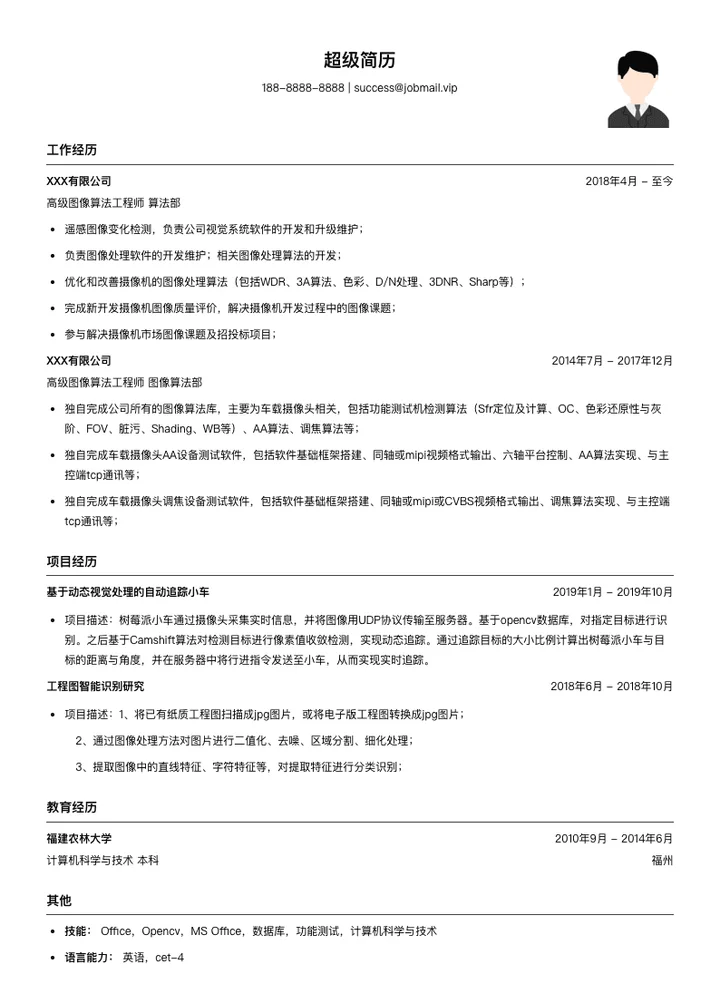 超级简历
188-8888-8888 | success@jobmail.vip
工作经历
XXX有限公司 2018年4月 – 至今
高级图像算法工程师 算法部
• 遥感图像变化检测，负责公司视觉系统软件的开发和升级维护；
• 负责图像处理软件的开发维护；相关图像处理算法的开发；
• 优化和改善摄像机的图像处理算法（包括WDR、3A算法、色彩、D/N处理、3DNR、Sharp等）；
• 完成新开发摄像机图像质量评价，解决摄像机开发过程中的图像课题；
• 参与解决摄像机市场图像课题及招投标项目；
XXX有限公司 2014年7月 – 2017年12月
高级图像算法工程师 图像算法部
• 独自完成公司所有的图像算法库，主要为车载摄像头相关，包括功能测试机检测算法（Sfr定位及计算、OC、色彩还原性与灰
阶、FOV、脏污、Shading、WB等）、AA算法、调焦算法等；
• 独自完成车载摄像头AA设备测试软件，包括软件基础框架搭建、同轴或mipi视频格式输出、六轴平台控制、AA算法实现、与主
控端tcp通讯等；
• 独自完成车载摄像头调焦设备测试软件，包括软件基础框架搭建、同轴或mipi或CVBS视频格式输出、调焦算法实现、与主控端
tcp通讯等；
项目经历
基于动态视觉处理的自动追踪小车 2019年1月 – 2019年10月
• 项目描述：树莓派小车通过摄像头采集实时信息，并将图像用UDP协议传输至服务器。基于opencv数据库，对指定目标进行识
别。之后基于Camshift算法对检测目标进行像素值收敛检测，实现动态追踪。通过追踪目标的大小比例计算出树莓派小车与目
标的距离与角度，并在服务器中将行进指令发送至小车，从而实现实时追踪。
工程图智能识别研究 2018年6月 – 2018年10月
• 项目描述：1、将已有纸质工程图扫描成jpg图片，或将电子版工程图转换成jpg图片；
2、通过图像处理方法对图片进行二值化、去噪、区域分割、细化处理；
3、提取图像中的直线特征、字符特征等，对提取特征进行分类识别；
教育经历
福建农林大学 2010年9月 – 2014年6月
计算机科学与技术 本科 福州
其他
• 技能： Office，Opencv，MS Office，数据库，功能测试，计算机科学与技术
• 语言能力： 英语，cet-4